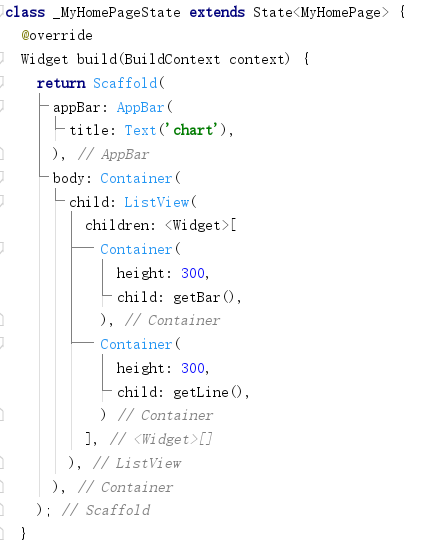 class _MyHomePageState extends State<MyHomePage> {
@override
Widget build(BuildContext context) {
return Scaffold(
appBar: AppBar(
title: Text('chart'),
), // AppBar
body: Container(
child: ListView(
children: <Widget>[
Container(
height: 300,
child: getBar(),
), // Container
Container(
height: 300,
child: getLine(),
) // Container
], // <Widget>[]
), // ListView
), // Container
); // Scaffold
}